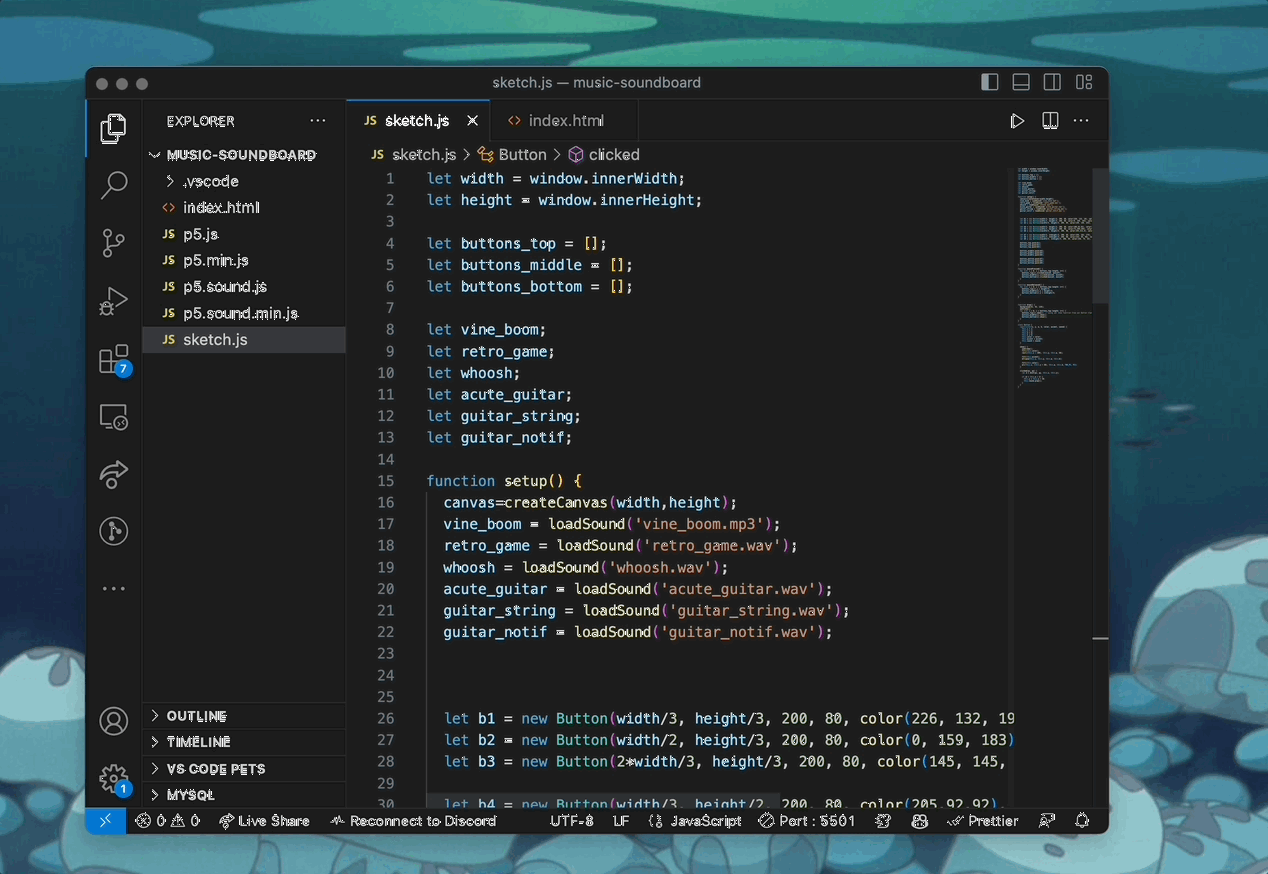 sketch.js — music-soundboard
EXPLORER ···
MUSIC-SOUNDBOARD
.vscode
<> index.html
JS p5.js
JS p5.min.js
JS p5.sound.js
JS p5.sound.min.js
JS sketch.js
7
OUTLINE
TIMELINE
VS CODE PETS
MYSQL
1
JS sketch.js
<> index.html
JS sketch.js > Button > clicked
1 let width = window.innerWidth;
2 let height = window.innerHeight;
3
4 let buttons_top = [];
5 let buttons_middle = [];
6 let buttons_bottom = [];
7
8 let vine_boom;
9 let retro_game;
10 let whoosh;
11 let acute_guitar;
12 let guitar_string;
13 let guitar_notif;
14
15 function setup() {
16 canvas=createCanvas(width,height);
17 vine_boom = loadSound('vine_boom.mp3');
18 retro_game = loadSound('retro_game.wav');
19 whoosh = loadSound('whoosh.wav');
20 acute_guitar = loadSound('acute_guitar.wav');
21 guitar_string = loadSound('guitar_string.wav');
22 guitar_notif = loadSound('guitar_notif.wav');
23
24
25
26 let b1 = new Button(width/3, height/3, 200, 80, color(226, 132, 19
27 let b2 = new Button(width/2, height/3, 200, 80, color(0, 159, 183)
28 let b3 = new Button(2*width/3, height/3, 200, 80, color(145, 145,
29
30 let b4 = new Button(width/3, height/2, 200, 80, color(205,92,92),
0 0 Live Share Reconnect to Discord UTF-8 LF {} JavaScript Port : 5501 Prettier